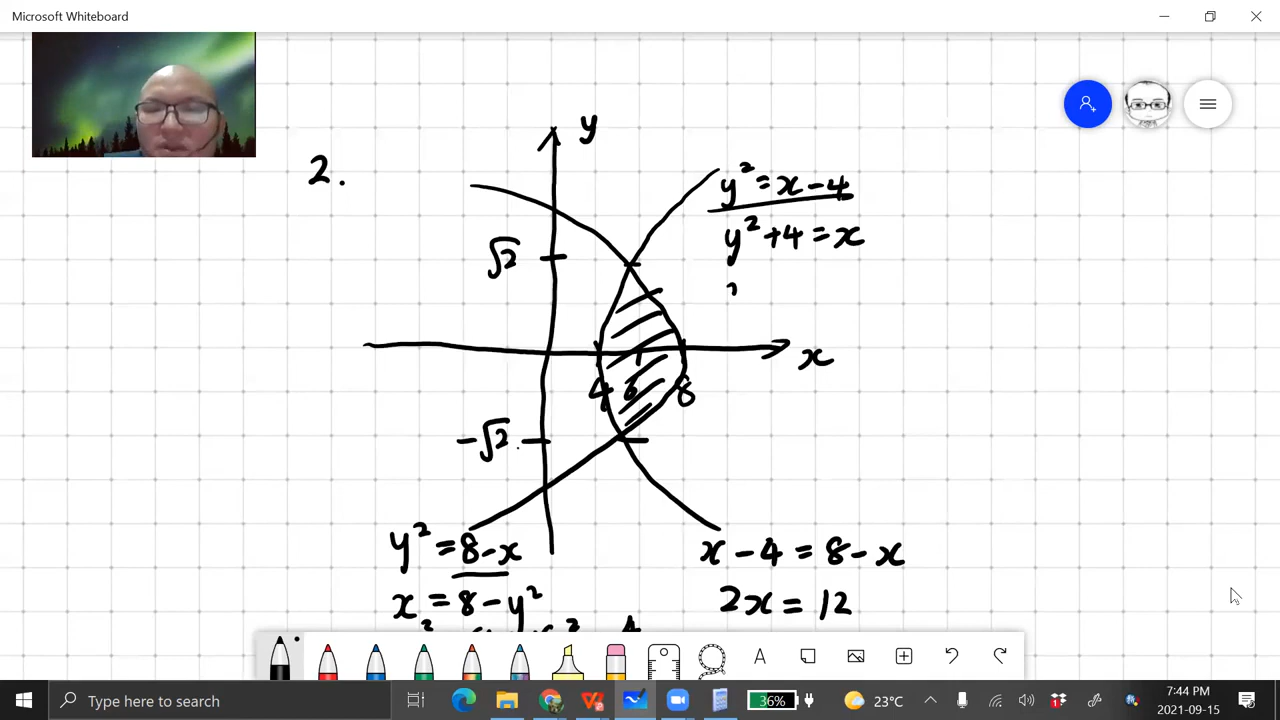 Microsoft Whiteboard
2.
y
y² = x - 4
y² + 4 = x
√2
x
4 6 8
-√2
y² = 8 - x
x = 8 - y²
x - 4 = 8 - x
2x = 12
A
Type here to search
36%
23°C
7:44 PM
2021-09-15